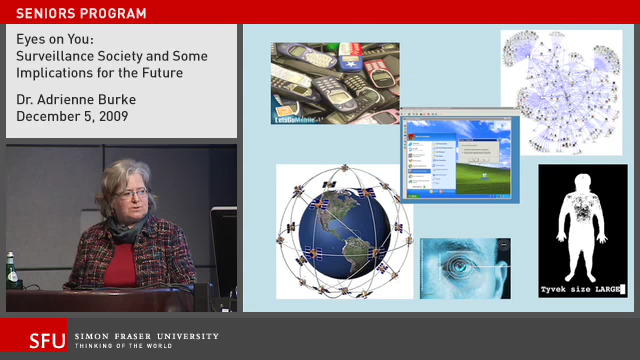 SENIORS PROGRAM
Eyes on You:
Surveillance Society and Some
Implications for the Future
Dr. Adrienne Burke
December 5, 2009
Tyvek size LARGE
SFU
SIMON FRASER UNIVERSITY
THINKING OF THE WORLD